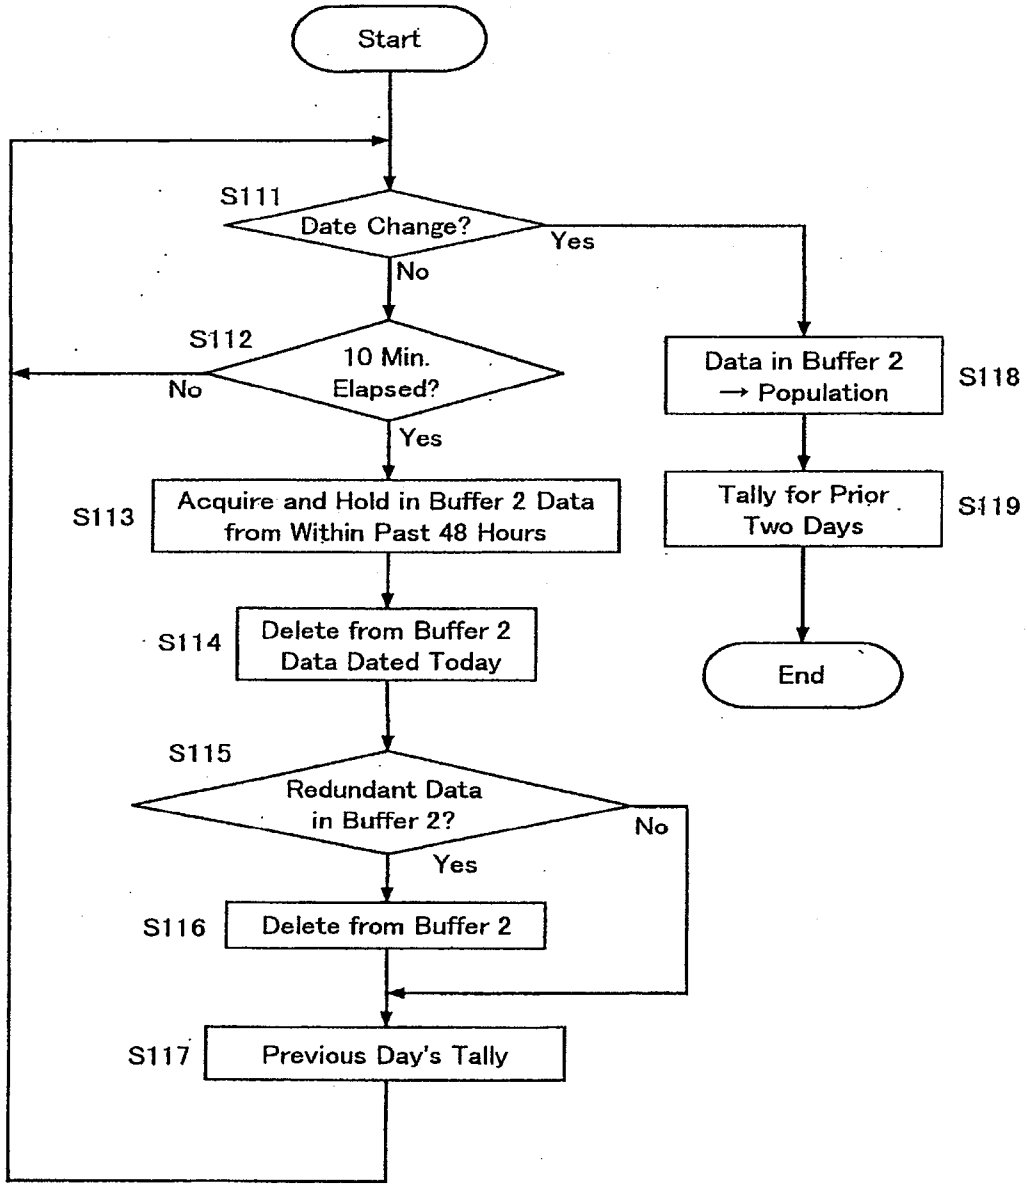 Start
S111
Date Change?
Yes
No
S112
10 Min.
Elapsed?
No
Yes
Data in Buffer 2
→ Population
S118
S113
Acquire and Hold in Buffer 2 Data
from Within Past 48 Hours
Tally for Prior
Two Days
S119
S114
Delete from Buffer 2
Data Dated Today
End
S115
Redundant Data
in Buffer 2?
No
Yes
S116
Delete from Buffer 2
S117
Previous Day's Tally